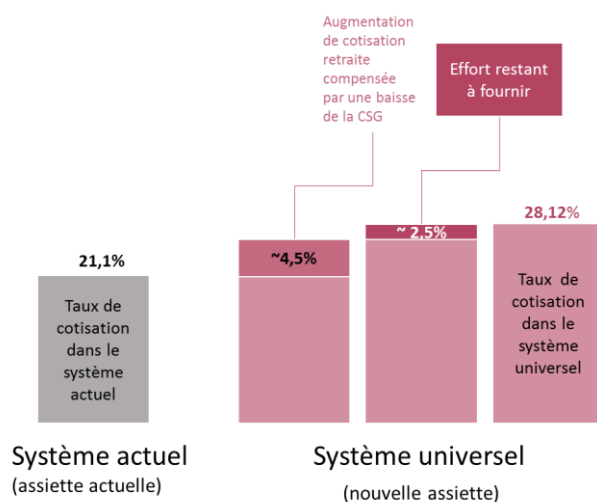 Augmentation
de cotisation
retraite
compensée
par une baisse
de la CSG
Effort restant
à fournir
21,1%
~4,5%
~ 2,5%
28,12%
Taux de
cotisation
dans le
système
actuel
Taux de
cotisation
dans le
système
universel
Système actuel
(assiette actuelle)
Système universel
(nouvelle assiette)